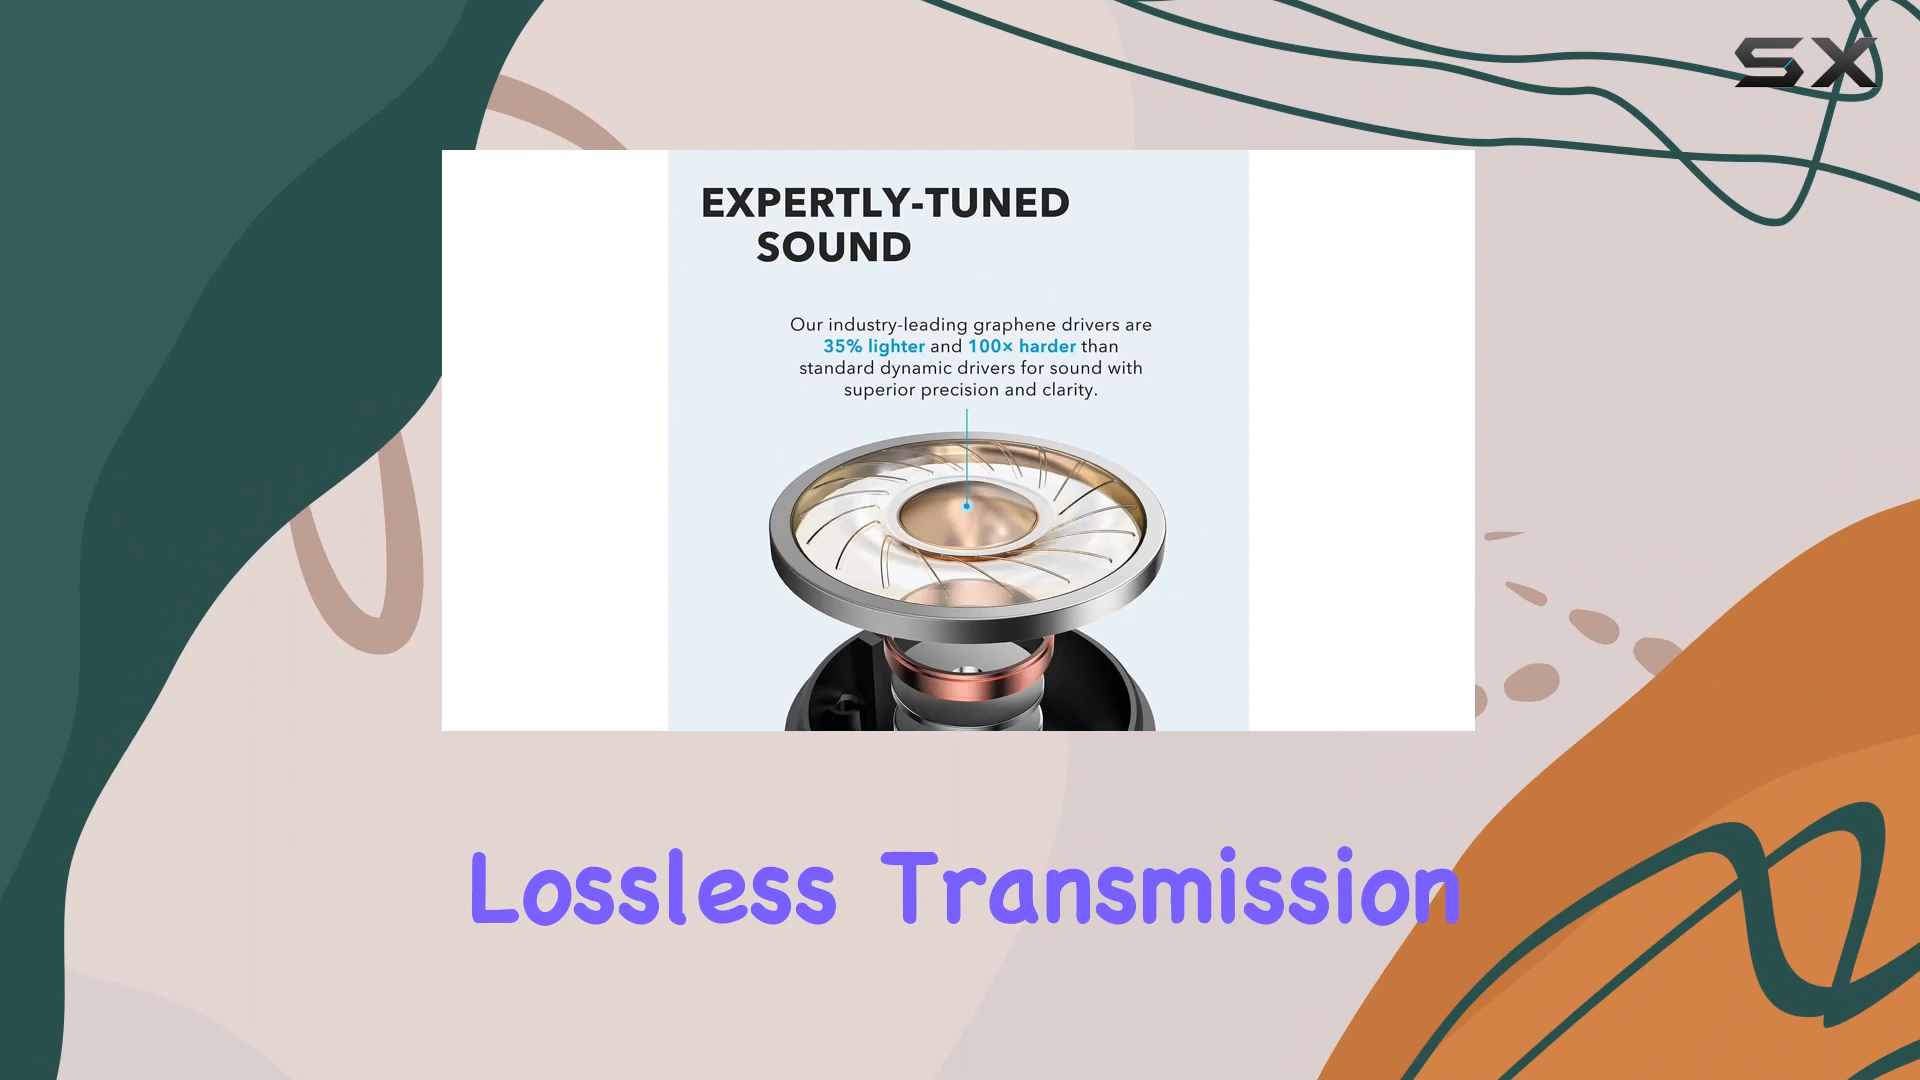 SX
EXPERTLY-TUNED
SOUND
Our industry-leading graphene drivers are
35% lighter and 100× harder than
standard dynamic drivers for sound with
superior precision and clarity.
Lossless Transmission